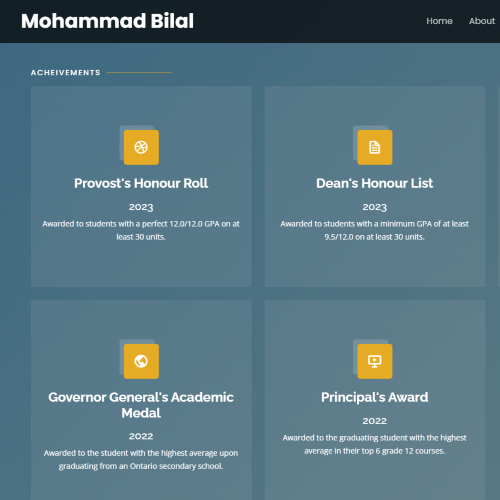 Mohammad Bilal
Home About
ACHEIVEMENTS
Provost's Honour Roll
2023
Awarded to students with a perfect 12.0/12.0 GPA on at
least 30 units.
Dean's Honour List
2023
Awarded to students with a minimum GPA of at least
9.5/12.0 on at least 30 units.
Governor General's Academic
Medal
2022
Awarded to the student with the highest average upon
graduating from an Ontario secondary school.
Principal's Award
2022
Awarded to the graduating student with the highest
average in their top 6 grade 12 courses.